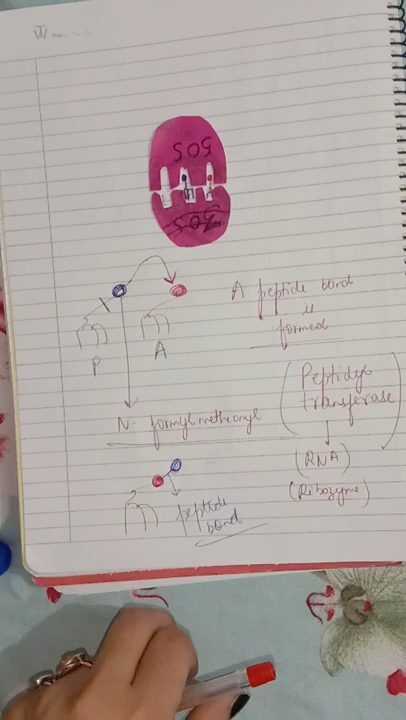 50S
30S
A peptide bond
is
formed
P
A
N-formylmethionyl
(Peptidyl
transferase)
(RNA)
(Ribozyme)
peptide
bond